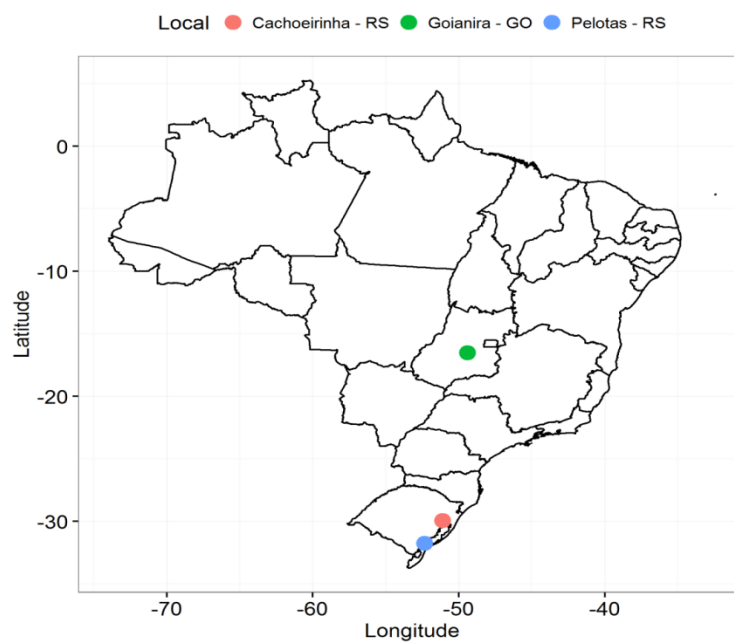 Local Cachoeirinha - RS Goianira - GO Pelotas - RS
0
-10
-20
-30
Latitude
-70 -60 -50 -40
Longitude